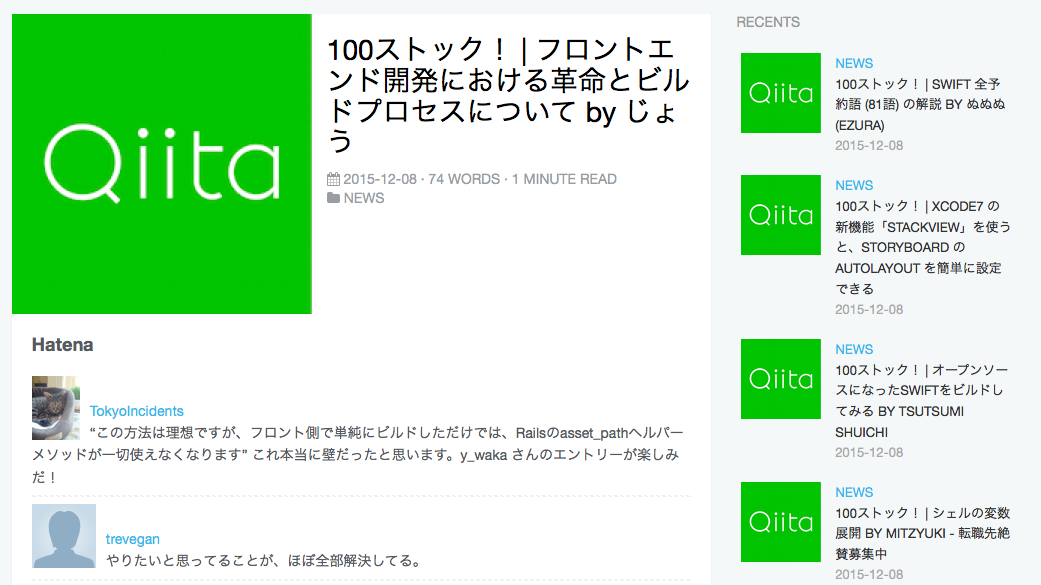 Qiita
100ストック！ | フロントエ
ンド開発における革命とビル
ドプロセスについて by じょ
う
2015-12-08 · 74 WORDS · 1 MINUTE READ
NEWS
Hatena
TokyoIncidents
“この方法は理想ですが、フロント側で単純にビルドしただけでは、Railsのasset_pathヘルパー
メソッドが一切使えなくなります” これ本当に壁だったと思います。y_waka さんのエントリーが楽しみ
だ！
trevegan
やりたいと思ってることが、ほぼ全部解決してる。
RECENTS
Qiita
NEWS
100ストック！ | SWIFT 全予
約語 (81語) の解説 BY ぬぬぬ
(EZURA)
2015-12-08
Qiita
NEWS
100ストック！ | XCODE7 の
新機能「STACKVIEW」を使う
と、STORYBOARD の
AUTOLAYOUT を簡単に設定
できる
2015-12-08
Qiita
NEWS
100ストック！ | オープンソー
スになったSWIFTをビルドし
てみる BY TSUTSUMI
SHUICHI
2015-12-08
Qiita
NEWS
100ストック！ | シェルの変数
展開 BY MITZYUKI - 転職先絶
賛募集中
2015-12-08